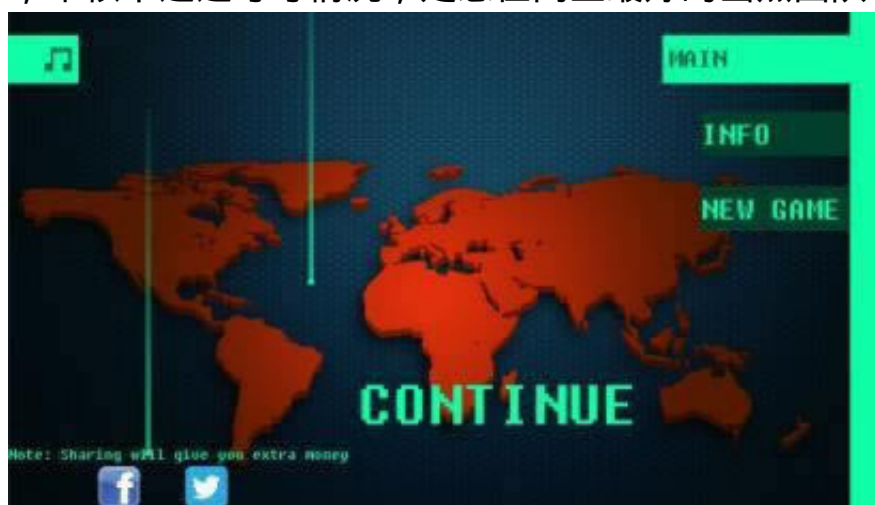 MAIN
INFO
NEW GAME
CONTINUE
Note: Sharing will give you extra money